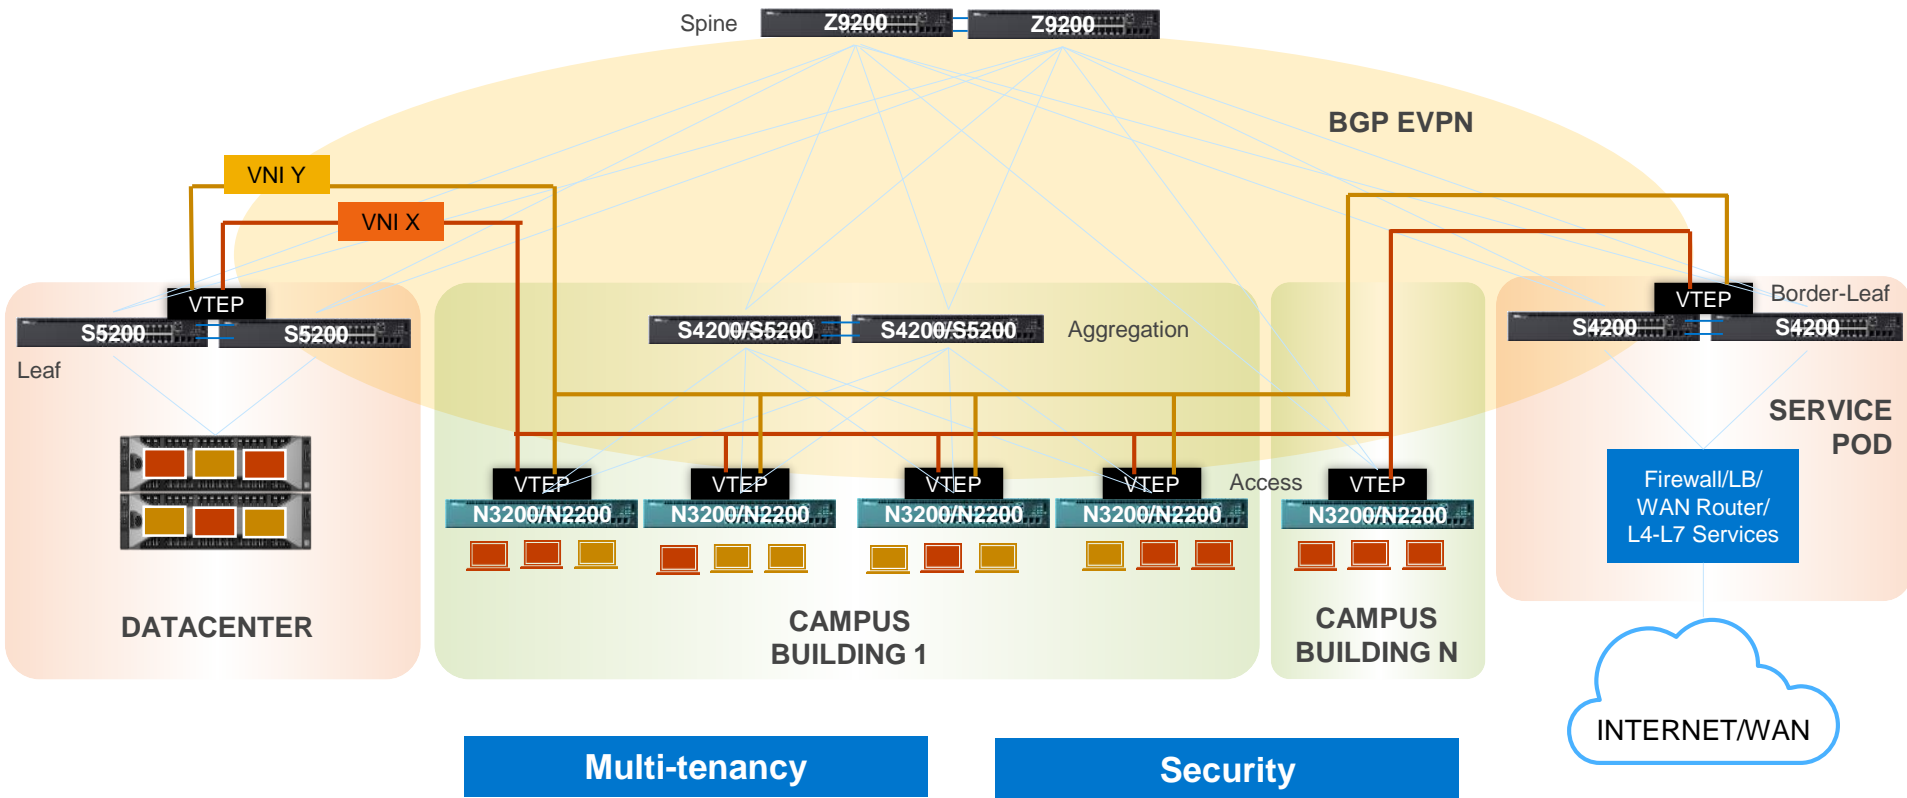 Spine
Z9200
Z9200
BGP EVPN
VNI Y
VNI X
VTEP
S5200
S5200
Leaf
S4200/S5200
S4200/S5200
Aggregation
VTEP
Border-Leaf
S4200
S4200
SERVICE
POD
VTEP
VTEP
VTEP
VTEP
Access
VTEP
N3200/N2200
N3200/N2200
N3200/N2200
N3200/N2200
N3200/N2200
Firewall/LB/
WAN Router/
L4-L7 Services
DATACENTER
CAMPUS
BUILDING 1
CAMPUS
BUILDING N
INTERNET/WAN
Multi-tenancy
Security